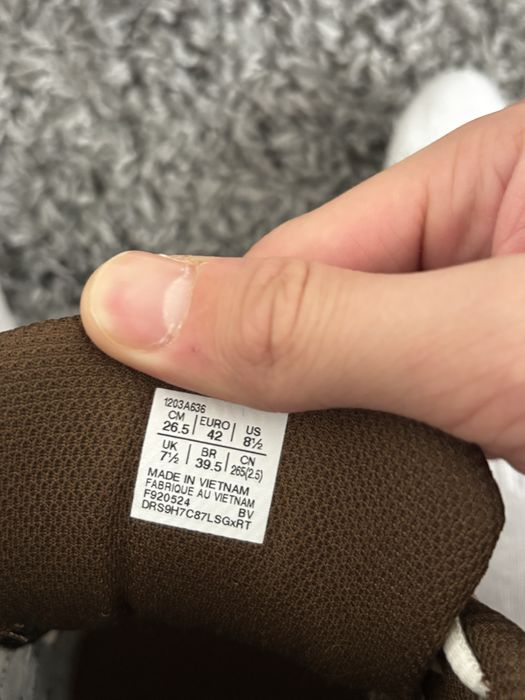 1203A636
CM 26.5 EURO 42 US 8½
UK 7½ BR 39.5 CN 265(2.5)
MADE IN VIETNAM
FABRIQUE AU VIETNAM
F920524 BV
DRS9H7C87LSGxRT